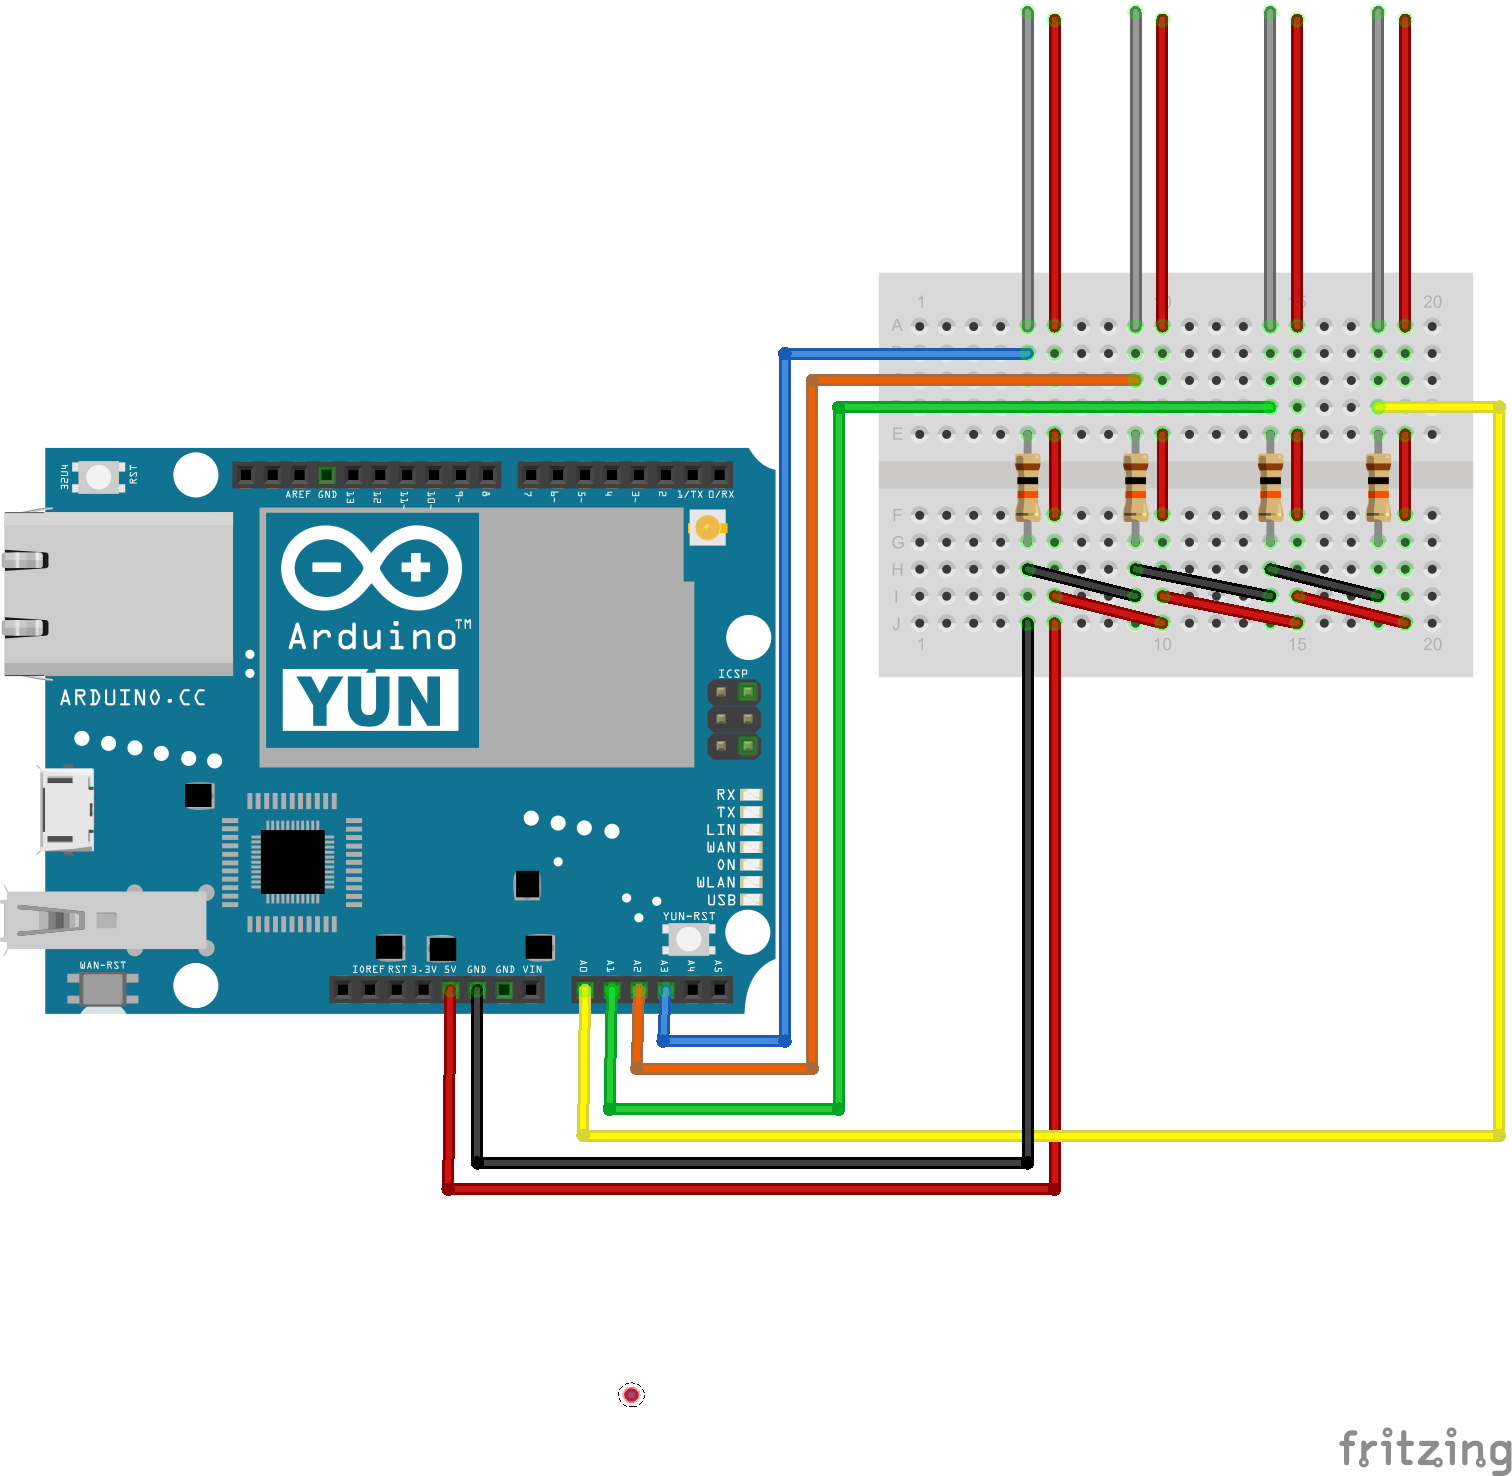 1 10 15 20
A
E
F
G
H
I
J
1 10 15 20
4U2E RST
AREF GND 13 12 11~ 10~ 9~ 8 7 6~ 5~ 4 3~ 2 1/TX 0/RX
Arduino™
YÚN
ICSP
ARDUINO.CC
RX
TX
LIN
WAN
ON
WLAN
USB
YUN-RST
WAN-RST
IOREF RST 3.3V 5V GND GND VIN A0 A1 A2 A3 A4 A5
fritzing